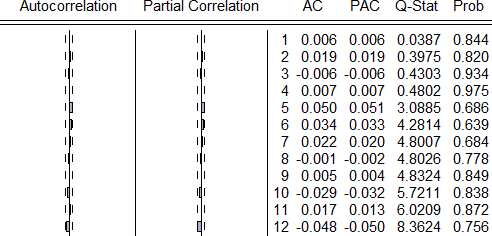 Autocorrelation Partial Correlation AC PAC Q-Stat Prob
1 0.006 0.006 0.0387 0.844
2 0.019 0.019 0.3975 0.820
3 -0.006 -0.006 0.4303 0.934
4 0.007 0.007 0.4802 0.975
5 0.050 0.051 3.0885 0.686
6 0.034 0.033 4.2814 0.639
7 0.022 0.020 4.8007 0.684
8 -0.001 -0.002 4.8026 0.778
9 0.005 0.004 4.8324 0.849
10 -0.029 -0.032 5.7211 0.838
11 0.017 0.013 6.0209 0.872
12 -0.048 -0.050 8.3624 0.756